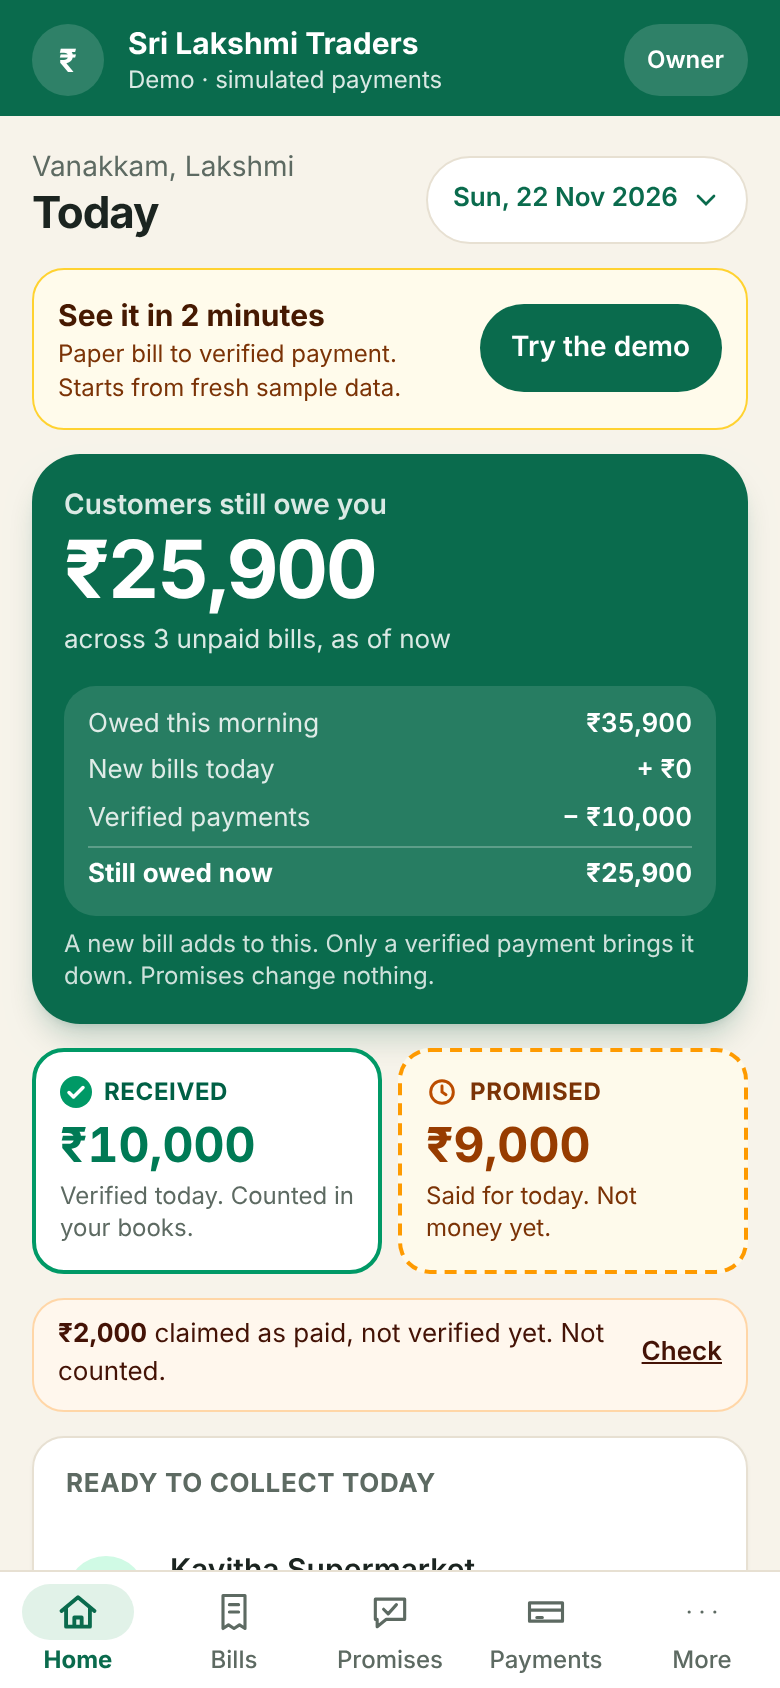 ₹
Sri Lakshmi Traders
Demo · simulated payments
Owner
Vanakkam, Lakshmi
Today
Sun, 22 Nov 2026
See it in 2 minutes
Paper bill to verified payment.
Starts from fresh sample data.
Try the demo
Customers still owe you
₹25,900
across 3 unpaid bills, as of now
Owed this morning ₹35,900
New bills today + ₹0
Verified payments − ₹10,000
Still owed now ₹25,900
A new bill adds to this. Only a verified payment brings it
down. Promises change nothing.
RECEIVED
₹10,000
Verified today. Counted in
your books.
PROMISED
₹9,000
Said for today. Not
money yet.
₹2,000 claimed as paid, not verified yet. Not
counted.
Check
READY TO COLLECT TODAY
Kavitha Supermarket
Home
Bills
Promises
Payments
More